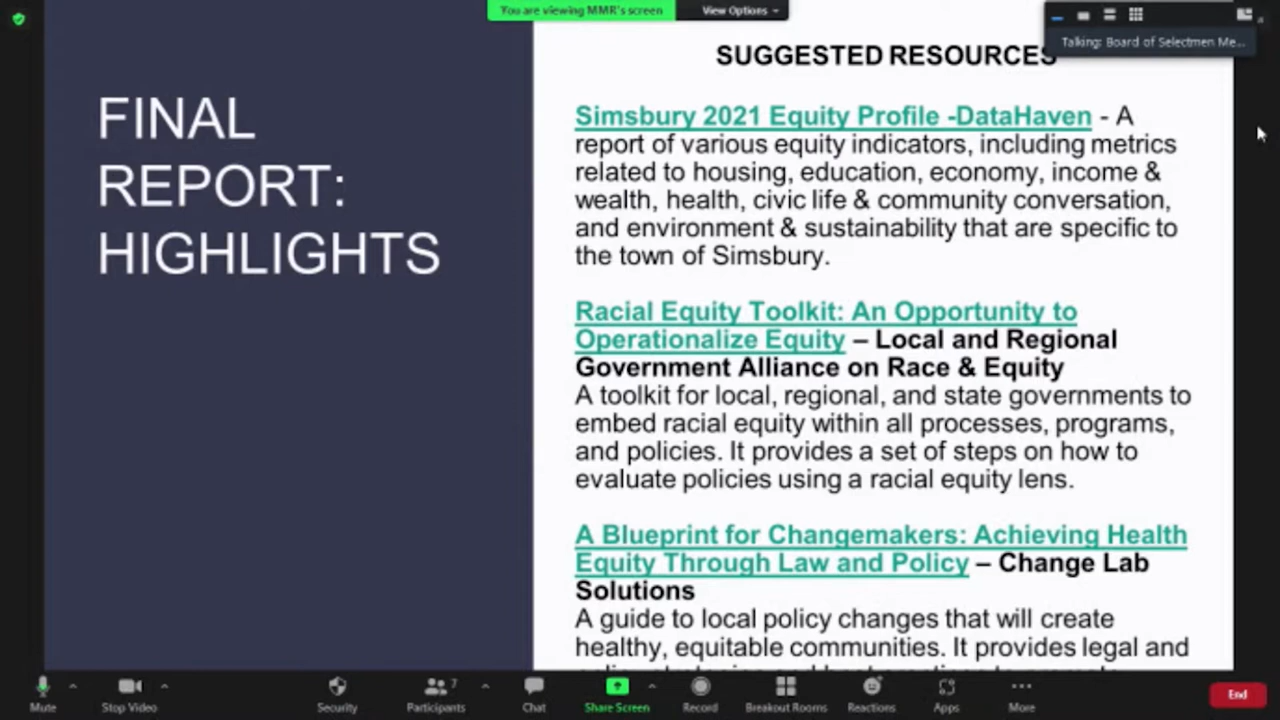 You are viewing MMR's screen
View Options
Talking: Board of Selectmen Me...
FINAL
REPORT:
HIGHLIGHTS
SUGGESTED RESOURCES
Simsbury 2021 Equity Profile -DataHaven - A
report of various equity indicators, including metrics
related to housing, education, economy, income &
wealth, health, civic life & community conversation,
and environment & sustainability that are specific to
the town of Simsbury.
Racial Equity Toolkit: An Opportunity to
Operationalize Equity – Local and Regional
Government Alliance on Race & Equity
A toolkit for local, regional, and state governments to
embed racial equity within all processes, programs,
and policies. It provides a set of steps on how to
evaluate policies using a racial equity lens.
A Blueprint for Changemakers: Achieving Health
Equity Through Law and Policy – Change Lab
Solutions
A guide to local policy changes that will create
healthy, equitable communities. It provides legal and
Mute
Stop Video
Security
Participants
7
Chat
Share Screen
Record
Breakout Rooms
Reactions
Apps
More
End